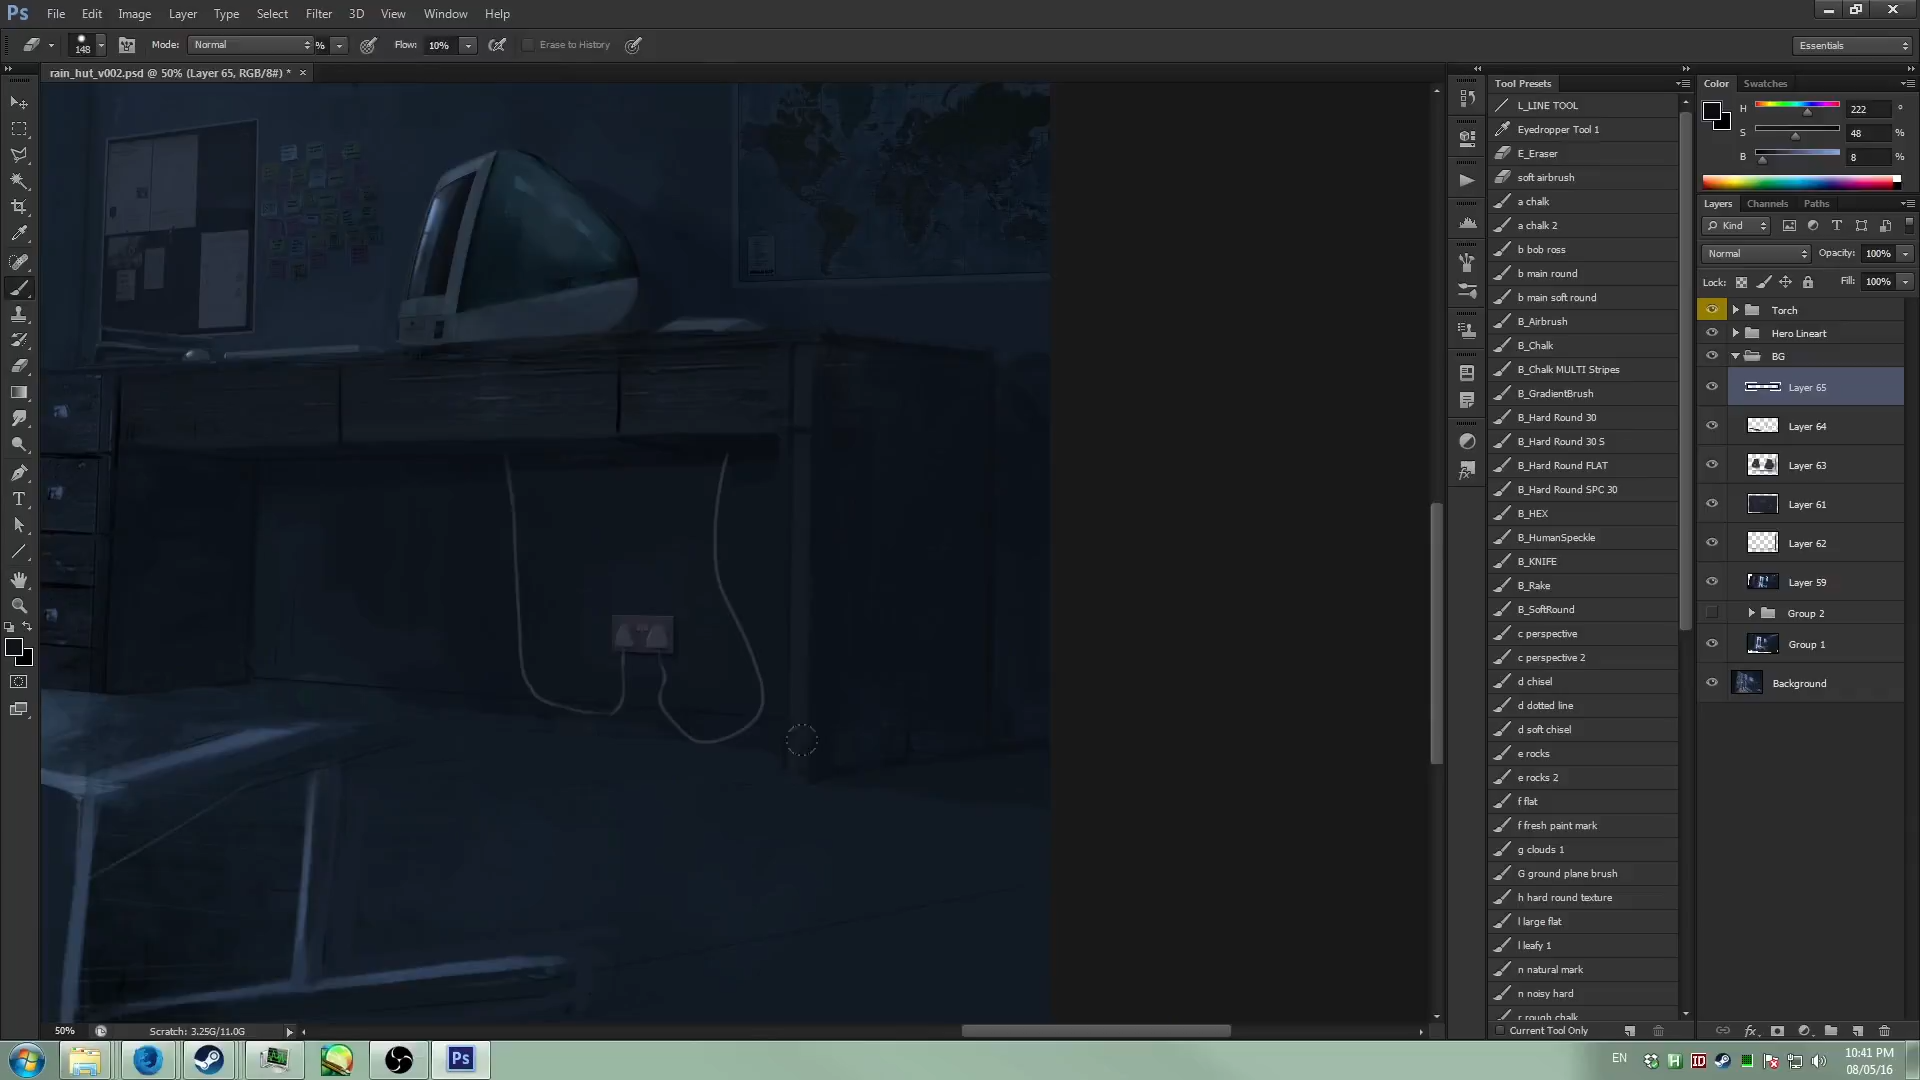 Ps File Edit Image Layer Type Select Filter 3D View Window Help
148 Mode: Normal % Flow: 10% Erase to History Essentials
rain_hut_v002.psd @ 50% (Layer 65, RGB/8#) * ×
Tool Presets
L_LINE TOOL
Eyedropper Tool 1
E_Eraser
soft airbrush
a chalk
a chalk 2
b bob ross
b main round
b main soft round
B_Airbrush
B_Chalk
B_Chalk MULTI Stripes
B_GradientBrush
B_Hard Round 30
B_Hard Round 30 S
B_Hard Round FLAT
B_Hard Round SPC 30
B_HEX
B_HumanSpeckle
B_KNIFE
B_Rake
B_SoftRound
c perspective
c perspective 2
d chisel
d dotted line
d soft chisel
e rocks
e rocks 2
f flat
f fresh paint mark
g clouds 1
G ground plane brush
h hard round texture
l large flat
l leafy 1
n natural mark
n noisy hard
r rough chalk
Current Tool Only
Color Swatches
H 222 °
S 48 %
B 8 %
Layers Channels Paths
Kind
Normal Opacity: 100%
Lock: Fill: 100%
Torch
Hero Lineart
BG
Layer 65
Layer 64
Layer 63
Layer 61
Layer 62
Layer 59
Group 2
Group 1
Background
50% Scratch: 3.25G/11.0G
Ps
EN
10:41 PM
08/05/16